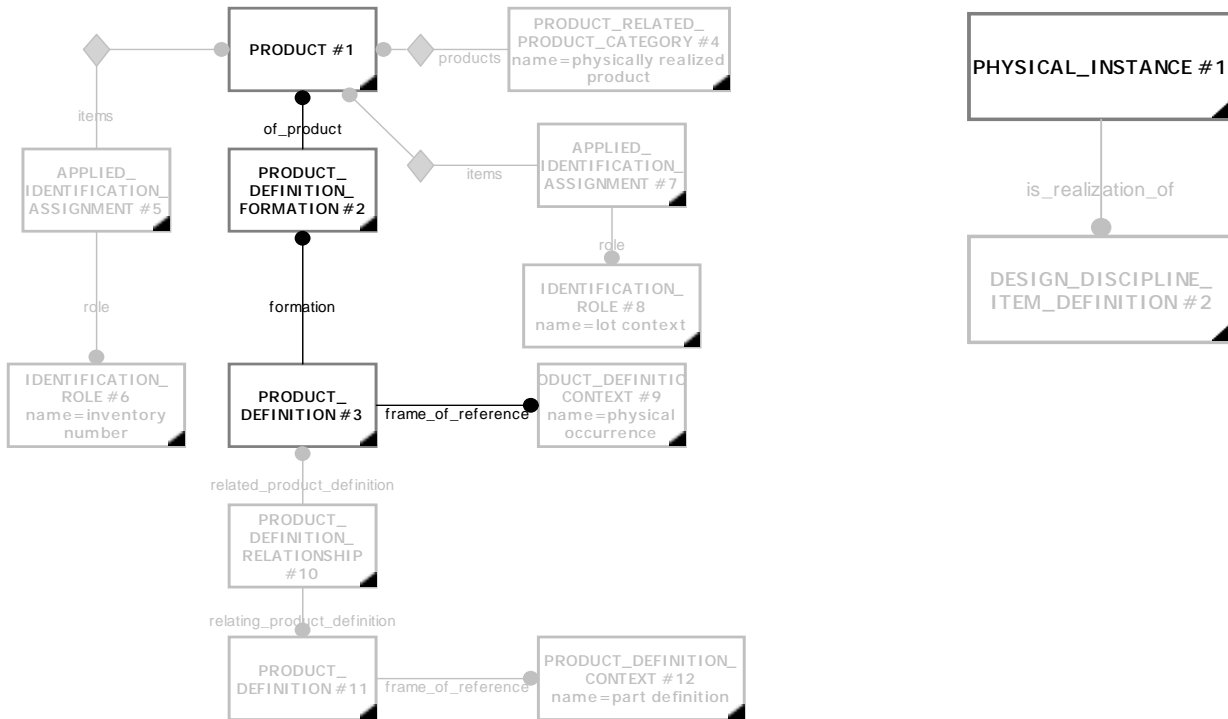 PRODUCT #1
PRODUCT_RELATED_
PRODUCT_CATEGORY #4
name=physically realized
product
products
items
of_product
APPLIED_
IDENTIFICATION_
ASSIGNMENT #5
PRODUCT_
DEFINITION_
FORMATION #2
items
APPLIED_
IDENTIFICATION_
ASSIGNMENT #7
role
formation
role
IDENTIFICATION_
ROLE #8
name=lot context
IDENTIFICATION_
ROLE #6
name=inventory
number
PRODUCT_
DEFINITION #3
frame_of_reference
ODUCT_DEFINITIO
CONTEXT #9
name=physical
occurrence
related_product_definition
PRODUCT_
DEFINITION_
RELATIONSHIP
#10
relating_product_definition
PRODUCT_
DEFINITION #11
frame_of_reference
PRODUCT_DEFINITION_
CONTEXT #12
name=part definition
PHYSICAL_INSTANCE #1
is_realization_of
DESIGN_DISCIPLINE_
ITEM_DEFINITION #2